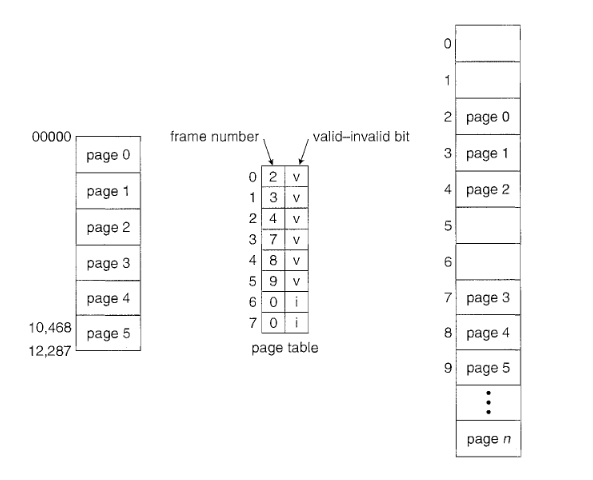 00000
page 0
page 1
page 2
page 3
page 4
10,468
page 5
12,287
frame number
valid–invalid bit
0 2 v
1 3 v
2 4 v
3 7 v
4 8 v
5 9 v
6 0 i
7 0 i
page table
0
1
2 page 0
3 page 1
4 page 2
5
6
7 page 3
8 page 4
9 page 5
page n